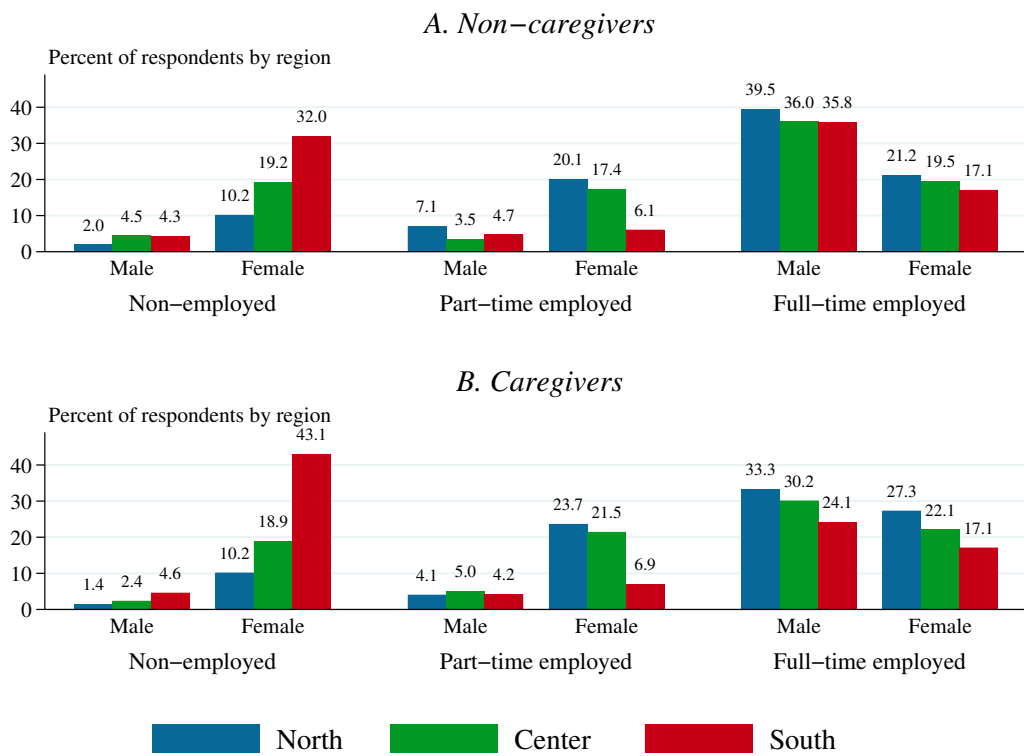 A. Non−caregivers
Percent of respondents by region
40
30
20
10
0
2.0 4.5 4.3 10.2 19.2 32.0 7.1 3.5 4.7 20.1 17.4 6.1 39.5 36.0 35.8 21.2 19.5 17.1
Male Female Male Female Male Female
Non−employed Part−time employed Full−time employed
B. Caregivers
Percent of respondents by region
40
30
20
10
0
1.4 2.4 4.6 10.2 18.9 43.1 4.1 5.0 4.2 23.7 21.5 6.9 33.3 30.2 24.1 27.3 22.1 17.1
Male Female Male Female Male Female
Non−employed Part−time employed Full−time employed
North Center South